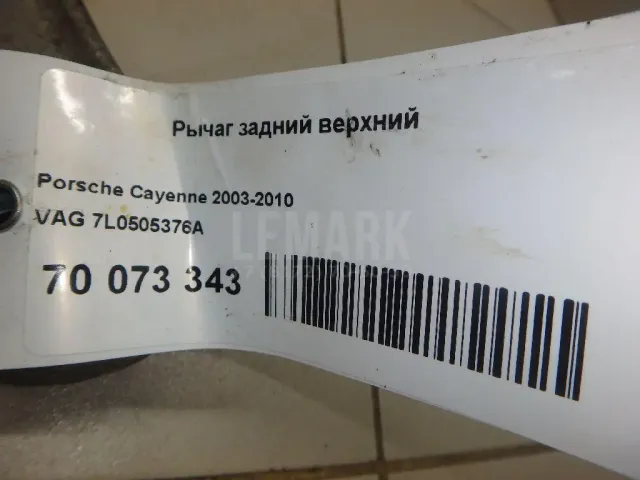 Рычаг задний верхний
Porsche Cayenne 2003-2010
VAG 7L0505376A
LEMARK
70 073 343